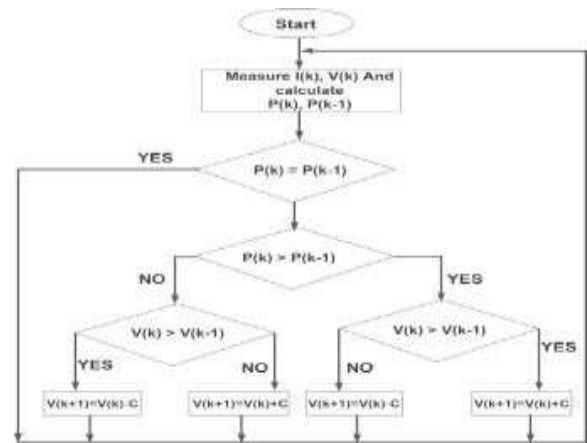 Start
Measure I(k), V(k) And
calculate
P(k), P(k-1)
YES
P(k) = P(k-1)
P(k) > P(k-1)
NO
YES
V(k) > V(k-1)
V(k) > V(k-1)
YES
NO
NO
YES
V(k+1)=V(k)-C
V(k+1)=V(k)+C
V(k+1)=V(k)-C
V(k+1)=V(k)+C